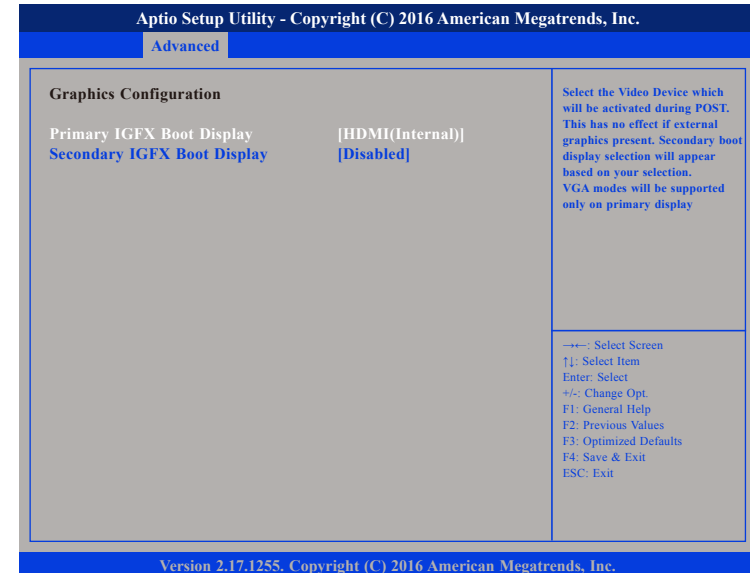 Aptio Setup Utility - Copyright (C) 2016 American Megatrends, Inc.
Advanced
Graphics Configuration
Primary IGFX Boot Display [HDMI(Internal)]
Secondary IGFX Boot Display [Disabled]
Select the Video Device which
will be activated during POST.
This has no effect if external
graphics present. Secondary boot
display selection will appear
based on your selection.
VGA modes will be supported
only on primary display
→←: Select Screen
↑↓: Select Item
Enter: Select
+/-: Change Opt.
F1: General Help
F2: Previous Values
F3: Optimized Defaults
F4: Save & Exit
ESC: Exit
Version 2.17.1255. Copyright (C) 2016 American Megatrends, Inc.